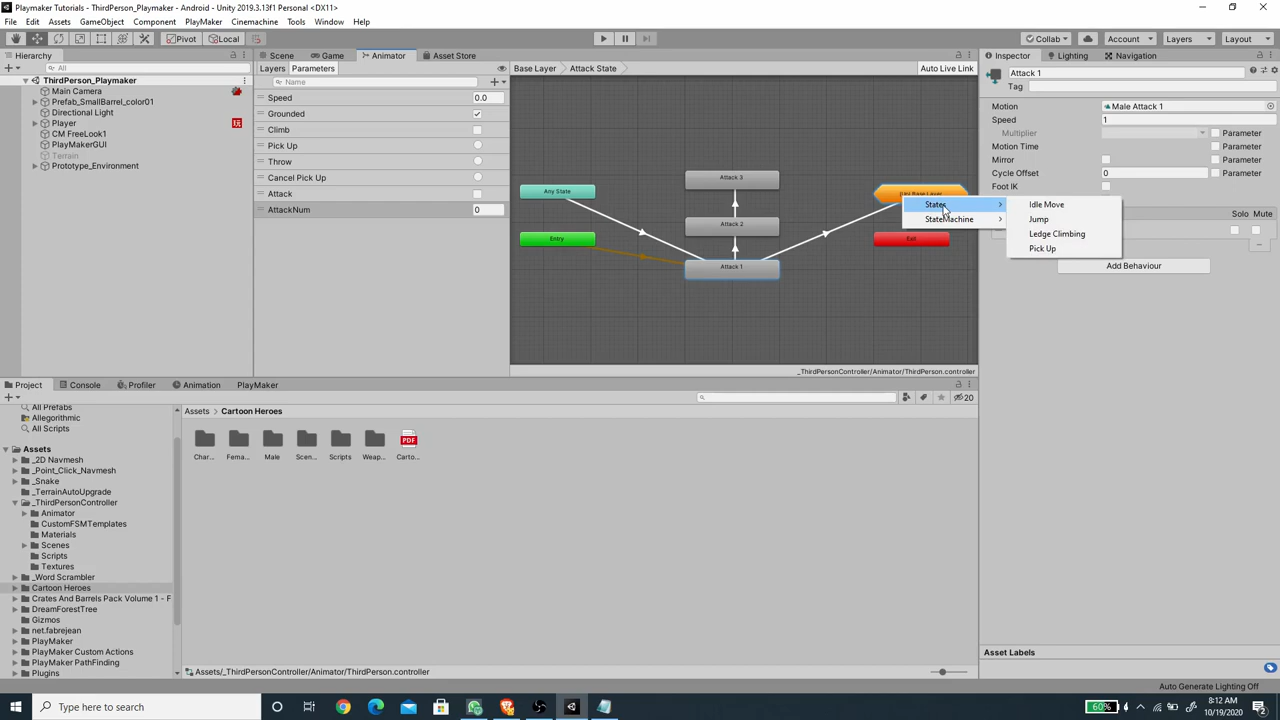 Playmaker Tutorials - ThirdPerson_Playmaker - Android - Unity 2019.3.13f1 Personal <DX11>
File Edit Assets GameObject Component PlayMaker Cinemachine Tools Window Help
Pivot Local Collab Account Layers Layout
Hierarchy
All
ThirdPerson_Playmaker
Main Camera
Prefab_SmallBarrel_color01
Directional Light
Player
CM FreeLook1
PlayMakerGUI
Terrain
Prototype_Environment
Scene Game Animator Asset Store
Layers Parameters
Name
Speed 0.0
Grounded
Climb
Pick Up
Throw
Cancel Pick Up
Attack
AttackNum 0
Base Layer Attack State Auto Live Link
Attack 3
Any State
Attack 2
Entry
Exit
Attack 1
States
StateMachine
Idle Move
Jump
Ledge Climbing
Pick Up
_ThirdPersonController/Animator/ThirdPerson.controller
Inspector Lighting Navigation
Attack 1
Tag
Motion Male Attack 1
Speed 1
Multiplier Parameter
Motion Time Parameter
Mirror Parameter
Cycle Offset 0 Parameter
Foot IK
Solo Mute
Add Behaviour
Asset Labels
Project Console Profiler Animation PlayMaker
20
All Prefabs
Allegorithmic
All Scripts
Assets
_2D Navmesh
_Point_Click_Navmesh
_Snake
_TerrainAutoUpgrade
_ThirdPersonController
Animator
CustomFSMTemplates
Materials
Scenes
Scripts
Textures
_Word Scrambler
Cartoon Heroes
Crates And Barrels Pack Volume 1 - F
DreamForestTree
Gizmos
net.frabrejean
PlayMaker
PlayMaker Custom Actions
PlayMaker PathFinding
Plugins
Assets > Cartoon Heroes
PDF
Char... Fema... Male Scen... Scripts Weap... Carto...
Assets/_ThirdPersonController/Animator/ThirdPerson.controller
Auto Generate Lighting Off
Type here to search
60%
8:12 AM
10/19/2020
2